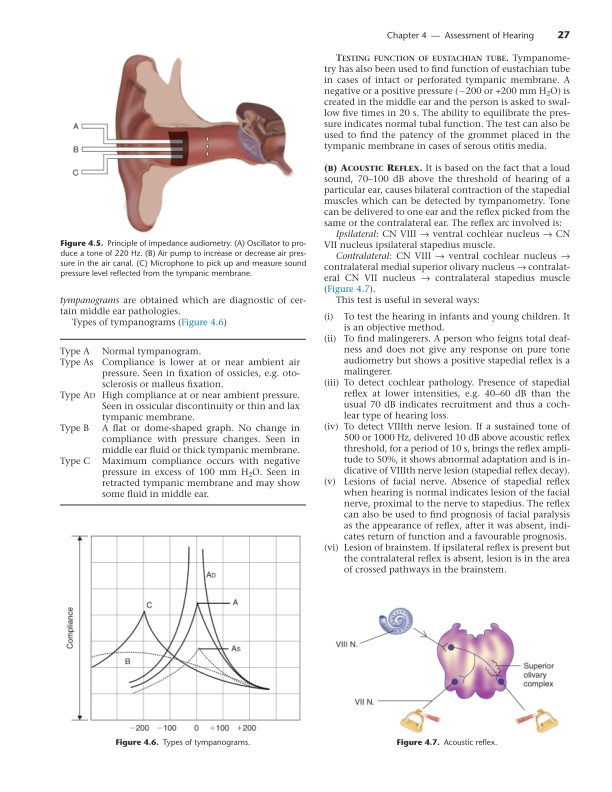 Chapter 4 — Assessment of Hearing 27
A
B
C
Figure 4.5. Principle of impedance audiometry. (A) Oscillator to pro-
duce a tone of 220 Hz. (B) Air pump to increase or decrease air pres-
sure in the air canal. (C) Microphone to pick up and measure sound
pressure level reflected from the tympanic membrane.
tympanograms are obtained which are diagnostic of cer-
tain middle ear pathologies.
Types of tympanograms (Figure 4.6)
Type A Normal tympanogram.
Type As Compliance is lower at or near ambient air
pressure. Seen in fixation of ossicles, e.g. oto-
sclerosis or malleus fixation.
Type AD High compliance at or near ambient pressure.
Seen in ossicular discontinuity or thin and lax
tympanic membrane.
Type B A flat or dome-shaped graph. No change in
compliance with pressure changes. Seen in
middle ear fluid or thick tympanic membrane.
Type C Maximum compliance occurs with negative
pressure in excess of 100 mm H₂O. Seen in
retracted tympanic membrane and may show
some fluid in middle ear.
Compliance
AD
C
A
As
B
−200 −100 0 +100 +200
Figure 4.6. Types of tympanograms.
TESTING FUNCTION OF EUSTACHIAN TUBE. Tympanome-
try has also been used to find function of eustachian tube
in cases of intact or perforated tympanic membrane. A
negative or a positive pressure (−200 or +200 mm H₂O) is
created in the middle ear and the person is asked to swal-
low five times in 20 s. The ability to equilibrate the pres-
sure indicates normal tubal function. The test can also be
used to find the patency of the grommet placed in the
tympanic membrane in cases of serous otitis media.
(B) ACOUSTIC REFLEX. It is based on the fact that a loud
sound, 70–100 dB above the threshold of hearing of a
particular ear, causes bilateral contraction of the stapedial
muscles which can be detected by tympanometry. Tone
can be delivered to one ear and the reflex picked from the
same or the contralateral ear. The reflex arc involved is:
Ipsilateral: CN VIII → ventral cochlear nucleus → CN
VII nucleus ipsilateral stapedius muscle.
Contralateral: CN VIII → ventral cochlear nucleus →
contralateral medial superior olivary nucleus → contralat-
eral CN VII nucleus → contralateral stapedius muscle
(Figure 4.7).
This test is useful in several ways:
(i) To test the hearing in infants and young children. It
is an objective method.
(ii) To find malingerers. A person who feigns total deaf-
ness and does not give any response on pure tone
audiometry but shows a positive stapedial reflex is a
malingerer.
(iii) To detect cochlear pathology. Presence of stapedial
reflex at lower intensities, e.g. 40–60 dB than the
usual 70 dB indicates recruitment and thus a coch-
lear type of hearing loss.
(iv) To detect VIIIth nerve lesion. If a sustained tone of
500 or 1000 Hz, delivered 10 dB above acoustic reflex
threshold, for a period of 10 s, brings the reflex ampli-
tude to 50%, it shows abnormal adaptation and is in-
dicative of VIIIth nerve lesion (stapedial reflex decay).
(v) Lesions of facial nerve. Absence of stapedial reflex
when hearing is normal indicates lesion of the facial
nerve, proximal to the nerve to stapedius. The reflex
can also be used to find prognosis of facial paralysis
as the appearance of reflex, after it was absent, indi-
cates return of function and a favourable prognosis.
(vi) Lesion of brainstem. If ipsilateral reflex is present but
the contralateral reflex is absent, lesion is in the area
of crossed pathways in the brainstem.
VIII N.
Superior
olivary
complex
VII N.
Figure 4.7. Acoustic reflex.